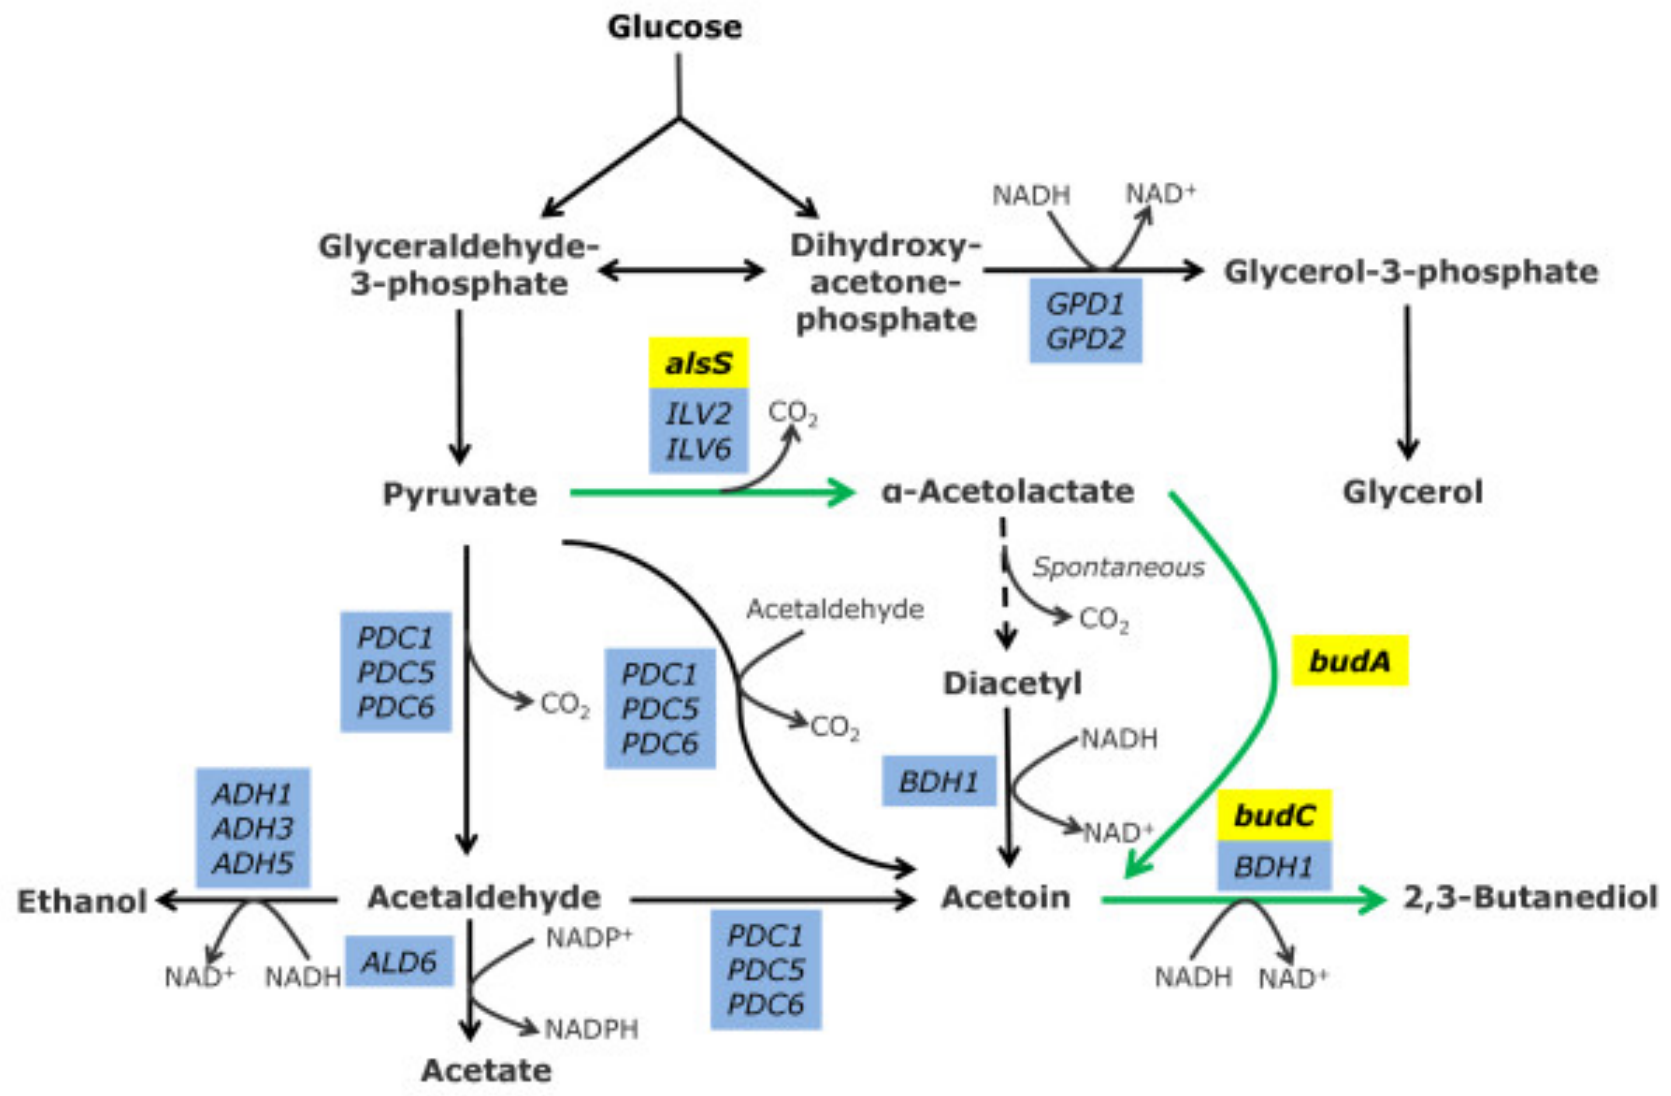 Glucose
NADH
NAD⁺
Glyceraldehyde-
3-phosphate
Dihydroxy-
acetone-
phosphate
Glycerol-3-phosphate
GPD1
GPD2
alsS
ILV2
ILV6
CO₂
Pyruvate
α-Acetolactate
Glycerol
Spontaneous
CO₂
Acetaldehyde
PDC1
PDC5
PDC6
CO₂
PDC1
PDC5
PDC6
CO₂
Diacetyl
budA
NADH
BDH1
NAD⁺
ADH1
ADH3
ADH5
budC
BDH1
Ethanol
Acetaldehyde
Acetoin
2,3-Butanediol
NAD⁺
NADH
ALD6
NADP⁺
NADPH
PDC1
PDC5
PDC6
NADH
NAD⁺
Acetate